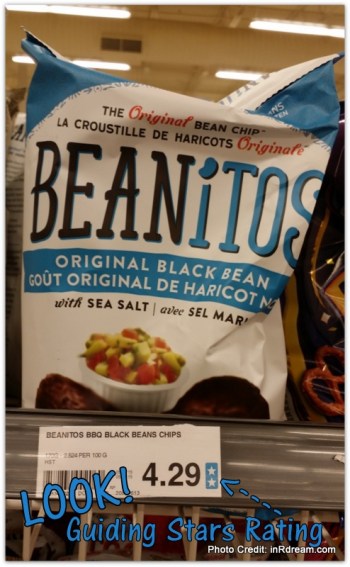 THE Original BEAN CHIP
LA CROUSTILLE DE HARICOTS Originale
BEANiTOS
ORIGINAL BLACK BEAN
GOÛT ORIGINAL DE HARICOT N
with SEA SALT | avec SEL MARI
BEANITOS BBQ BLACK BEANS CHIPS
PER 100 G
4.29
LOOK!
Guiding Stars Rating
Photo Credit: inRdream.com